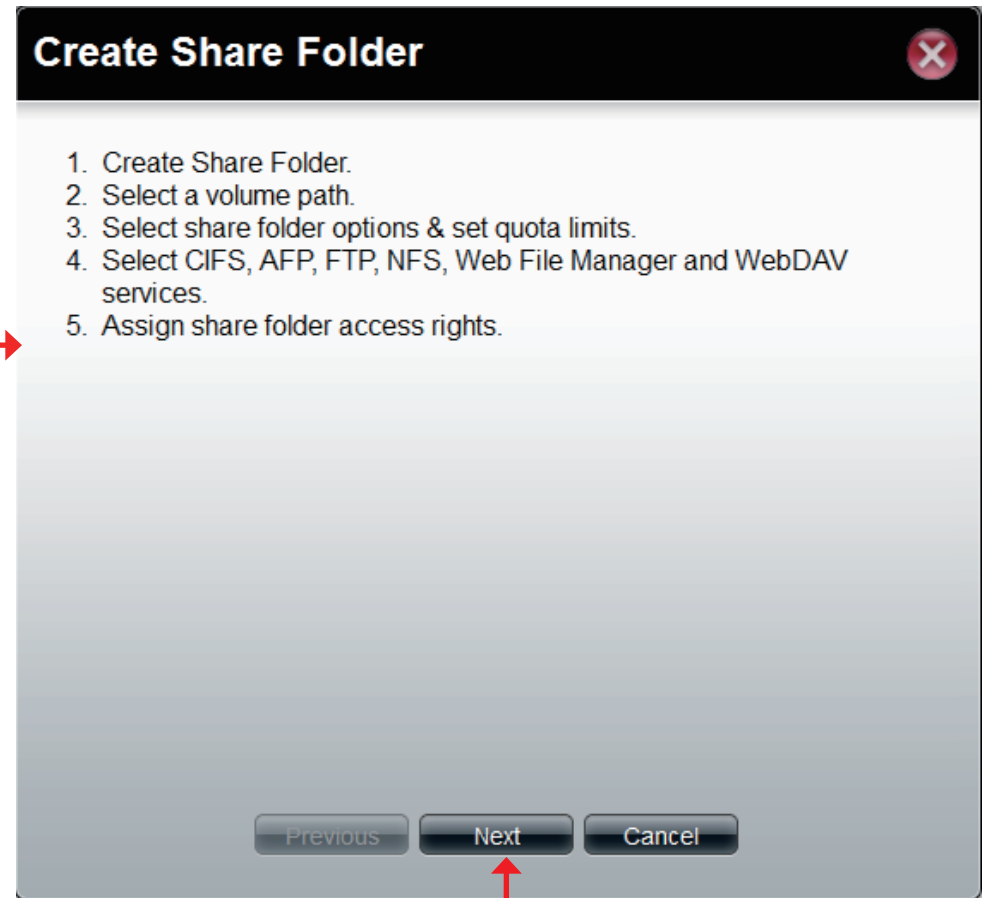 Create Share Folder
1. Create Share Folder.
2. Select a volume path.
3. Select share folder options & set quota limits.
4. Select CIFS, AFP, FTP, NFS, Web File Manager and WebDAV
services.
5. Assign share folder access rights.
Previous Next Cancel